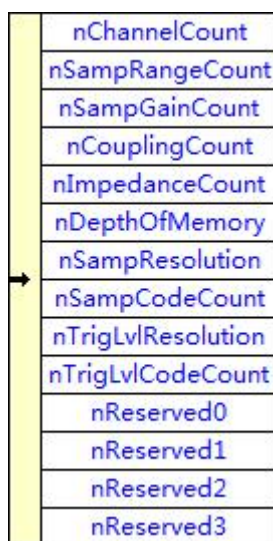 nChannelCount
nSampRangeCount
nSampGainCount
nCouplingCount
nImpedanceCount
nDepthOfMemory
nSampResolution
nSampCodeCount
nTrigLvlResolution
nTrigLvlCodeCount
nReserved0
nReserved1
nReserved2
nReserved3